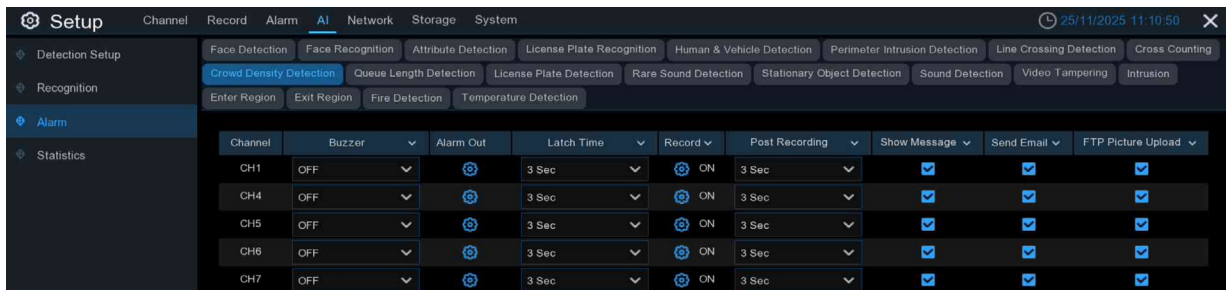 Setup Channel Record Alarm AI Network Storage System 25/11/2025 11:10:50
Detection Setup
Recognition
Alarm
Statistics
Face Detection Face Recognition Attribute Detection License Plate Recognition Human & Vehicle Detection Perimeter Intrusion Detection Line Crossing Detection Cross Counting
Crowd Density Detection Queue Length Detection License Plate Detection Rare Sound Detection Stationary Object Detection Sound Detection Video Tampering Intrusion
Enter Region Exit Region Fire Detection Temperature Detection
Channel Buzzer Alarm Out Latch Time Record Post Recording Show Message Send Email FTP Picture Upload
CH1 OFF 3 Sec ON 3 Sec
CH4 OFF 3 Sec ON 3 Sec
CH5 OFF 3 Sec ON 3 Sec
CH6 OFF 3 Sec ON 3 Sec
CH7 OFF 3 Sec ON 3 Sec